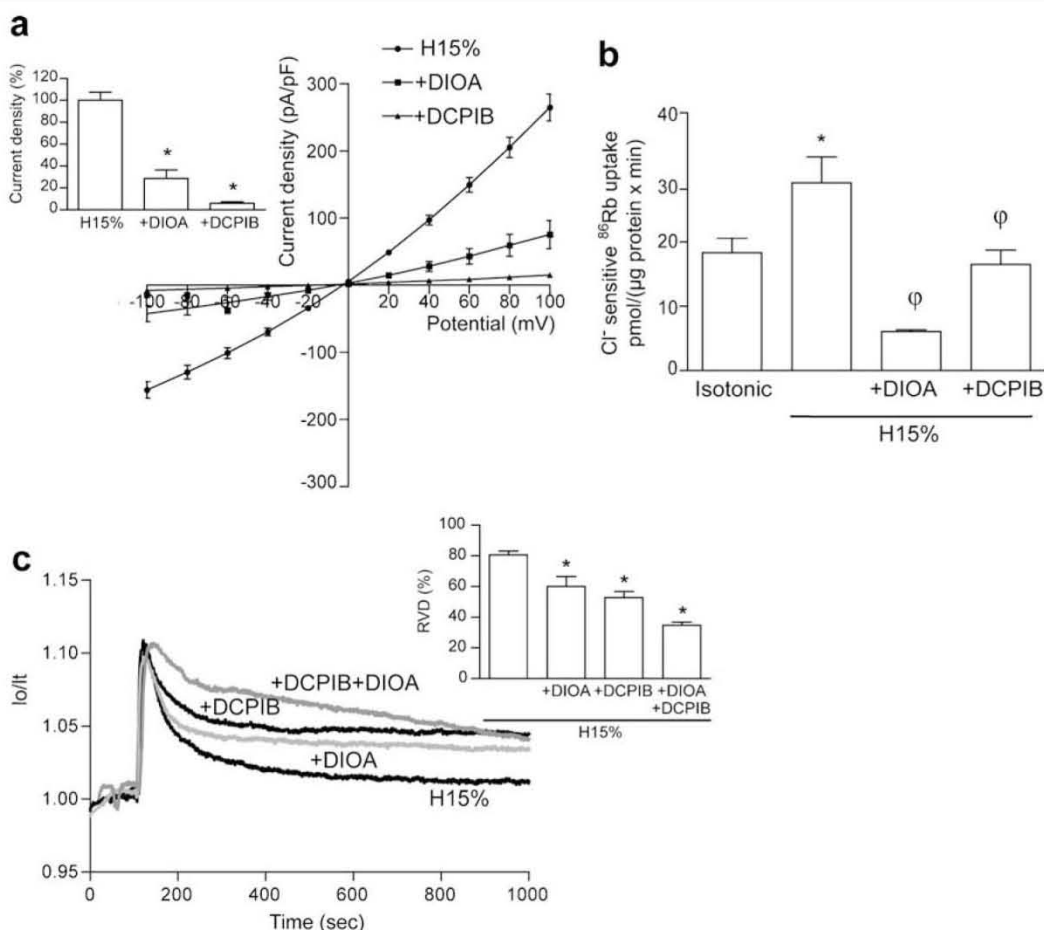 a
Current density (%)
120
100
80
60
40
20
0
*
*
H15%
+DIOA
+DCPIB
H15%
+DIOA
+DCPIB
Current density (pA/pF)
300
200
100
-100
-80
-60
-40
-20
0
20
40
60
80
100
Potential (mV)
-100
-200
-300
b
Cl⁻ sensitive ⁸⁶Rb uptake
pmol/(µg protein x min)
40
30
20
10
0
*
φ
φ
Isotonic
+DIOA
+DCPIB
H15%
c
Io/It
1.15
1.10
1.05
1.00
0.95
+DCPIB+DIOA
+DCPIB
+DIOA
H15%
0
200
400
600
800
1000
Time (sec)
RVD (%)
100
80
60
40
20
0
*
*
*
+DIOA
+DCPIB
+DIOA
+DCPIB
H15%